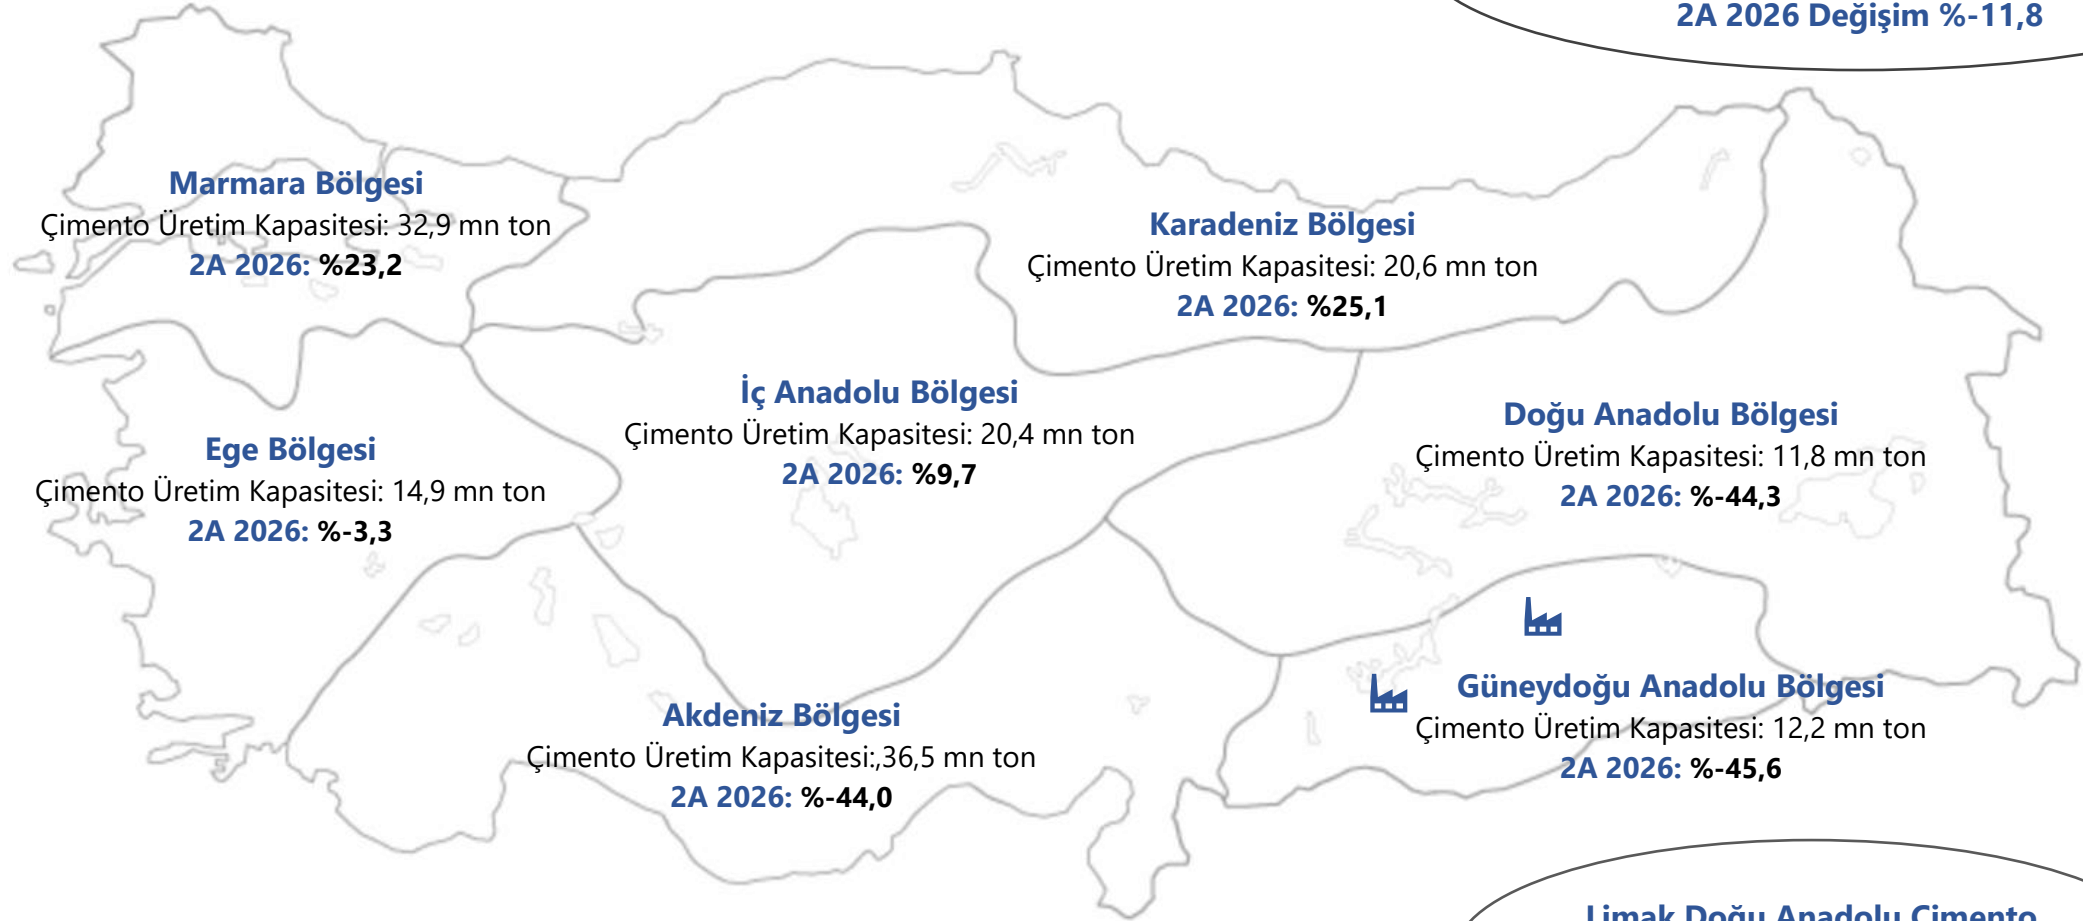 2A 2026 Değişim %-11,8
Marmara Bölgesi
Çimento Üretim Kapasitesi: 32,9 mn ton
2A 2026: %23,2
Karadeniz Bölgesi
Çimento Üretim Kapasitesi: 20,6 mn ton
2A 2026: %25,1
İç Anadolu Bölgesi
Çimento Üretim Kapasitesi: 20,4 mn ton
2A 2026: %9,7
Doğu Anadolu Bölgesi
Çimento Üretim Kapasitesi: 11,8 mn ton
2A 2026: %-44,3
Ege Bölgesi
Çimento Üretim Kapasitesi: 14,9 mn ton
2A 2026: %-3,3
Güneydoğu Anadolu Bölgesi
Çimento Üretim Kapasitesi: 12,2 mn ton
2A 2026: %-45,6
Akdeniz Bölgesi
Çimento Üretim Kapasitesi:,36,5 mn ton
2A 2026: %-44,0
Limak Doğu Anadolu Çimento